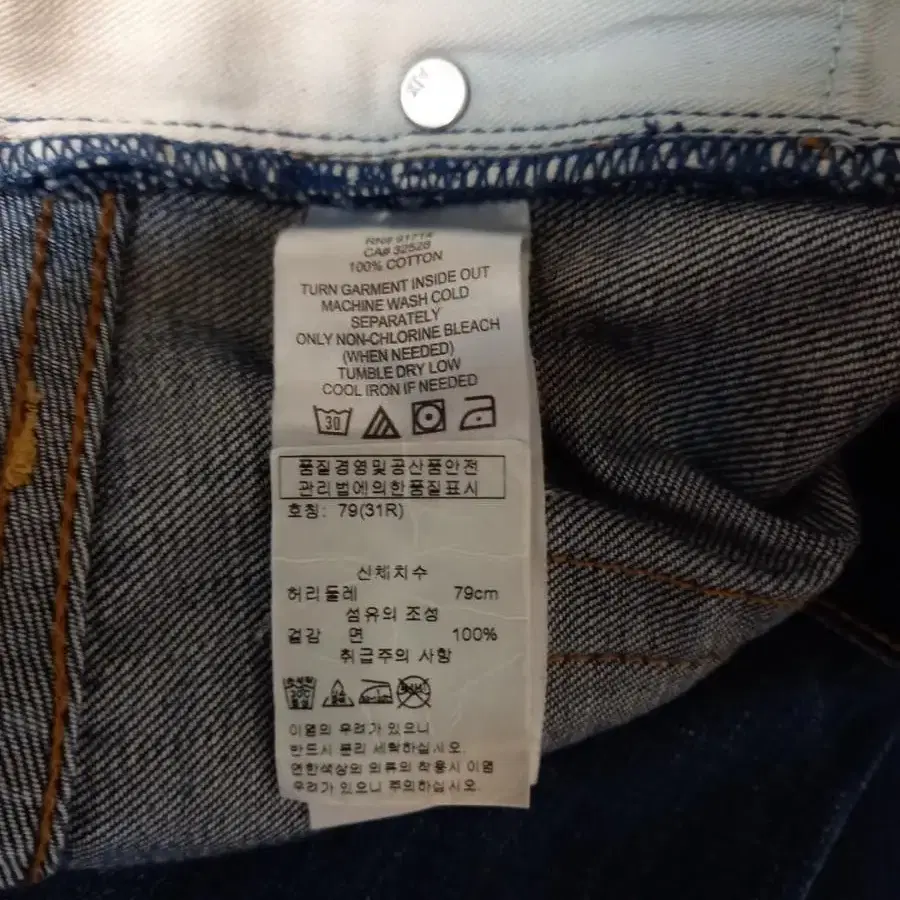 A|X
RN# 91714
CA# 32528
100% COTTON
TURN GARMENT INSIDE OUT
MACHINE WASH COLD
SEPARATELY
ONLY NON-CHLORINE BLEACH
(WHEN NEEDED)
TUMBLE DRY LOW
COOL IRON IF NEEDED
30
품질경영및공산품안전
관리법에의한품질표시
호칭: 79(31R)
신체치수
허리둘레 79cm
섬유의 조성
겉감 면 100%
취급주의 사항
이염의 우려가 있으니
반드시 분리 세탁하십시오.
연한색상의 의류의 착용시 이염
우려가 있으니 주의하십시오.